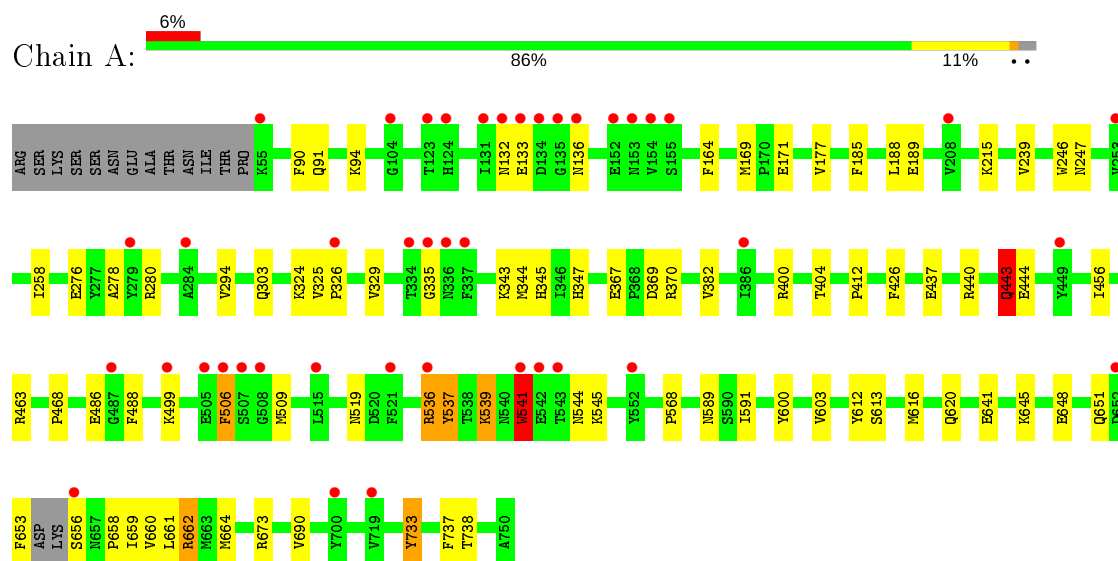 6%
Chain A:
86%
11%
ARG SER LYS SER SER ASN GLU ALA THR ASN ILE THR PRO K55 F90 Q91 K94 G104 T123 H124 I131 N132 E133 D134 G135 N136 E152 N153 V154 S155 F164 M169 P170 E171 V177 F185 L188 E189 V208 K215 V239 W246 N247 V253
I258 E276 Y277 A278 Y279 R280 A284 V294 Q303 K324 V325 P326 V329 T334 G335 N336 F337 K343 M344 H345 I346 H347 E367 P368 D369 R370 V382 I386 R400 T404 P412 F426 E437 R440 Q443 E444 Y449 I456
R463 P468 E486 G487 F488 K499 E505 F506 S507 G508 M509 L515 N519 D520 F521 R536 Y537 T538 K539 N540 W541 E542 T543 N544 K545 Y552 P568 N589 S590 I591 Y600 V603 Y612 S613 M616 Q620 E641 K645 E648 Q651 D652
F653 ASP LYS S656 N657 P658 I659 V660 L661 R662 M663 M664 R673 V690 Y700 V719 Y733 F737 T738 A750